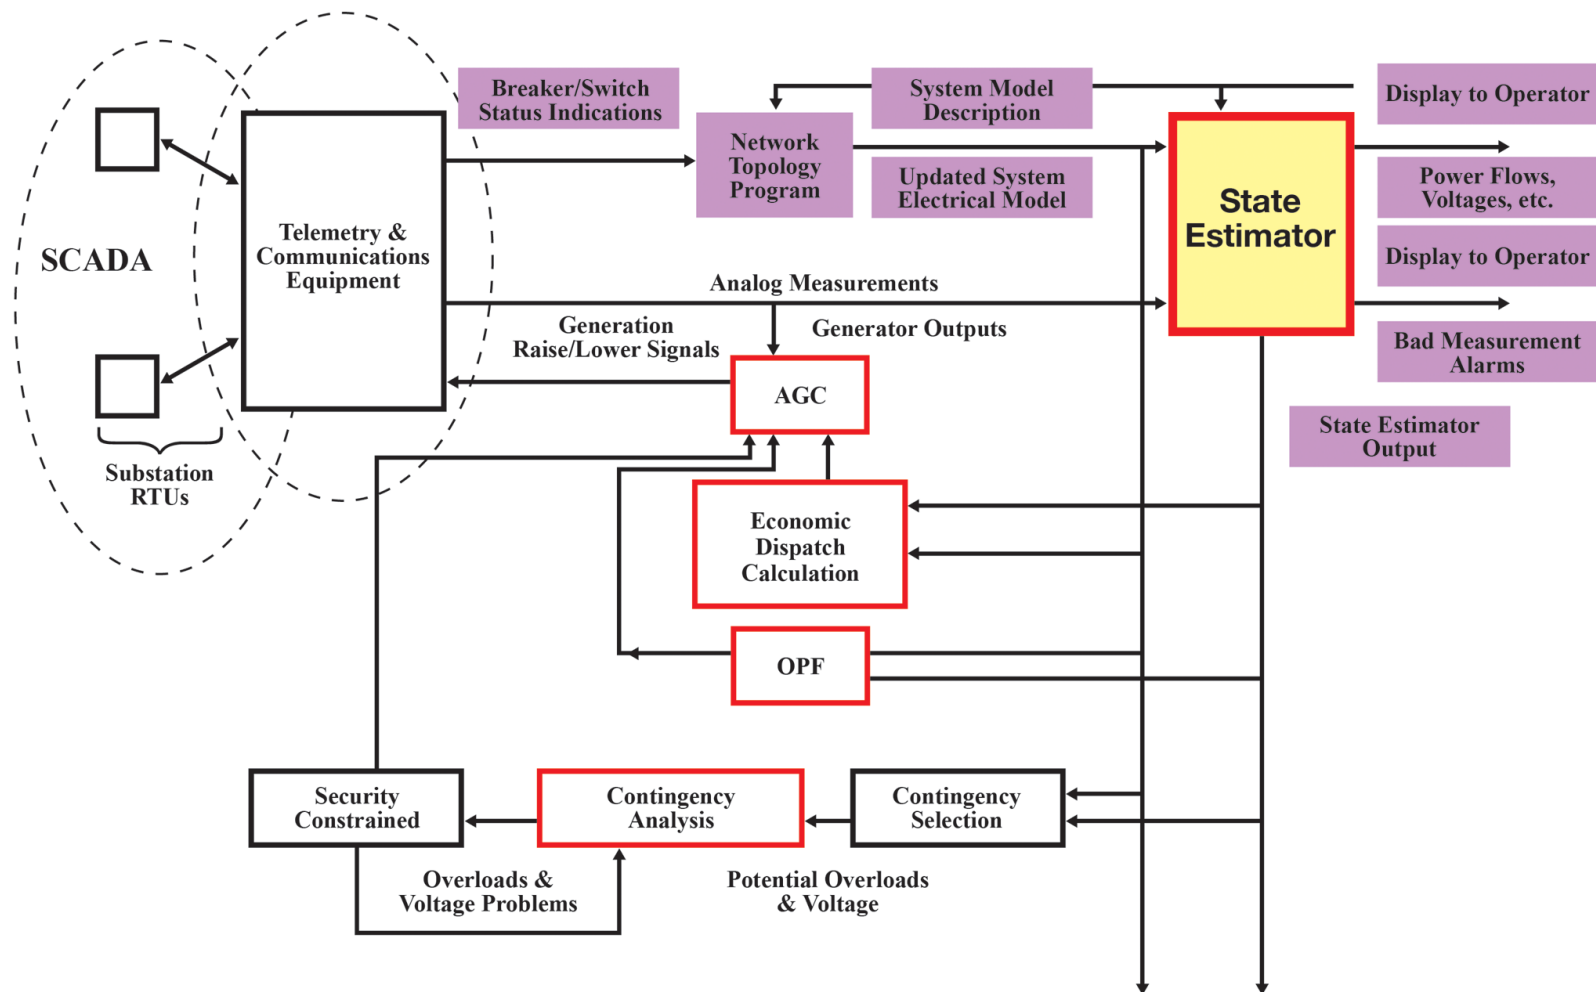 Breaker/Switch
Status Indications
System Model
Description
Display to Operator
Network
Topology
Program
Updated System
Electrical Model
State
Estimator
Power Flows,
Voltages, etc.
SCADA
Telemetry &
Communications
Equipment
Display to Operator
Analog Measurements
Generation
Raise/Lower Signals
Generator Outputs
Bad Measurement
Alarms
AGC
State Estimator
Output
Substation
RTUs
Economic
Dispatch
Calculation
OPF
Security
Constrained
Contingency
Analysis
Contingency
Selection
Overloads &
Voltage Problems
Potential Overloads
& Voltage